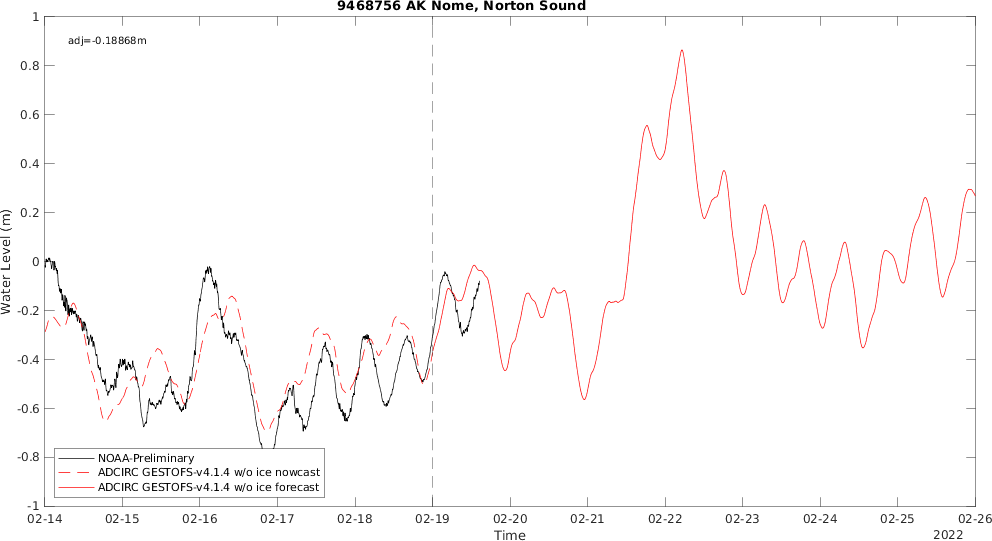 9468756 AK Nome, Norton Sound
adj=-0.18868m
1
0.8
0.6
0.4
0.2
0
-0.2
-0.4
-0.6
-0.8
-1
Water Level (m)
NOAA-Preliminary
ADCIRC GESTOFS-v4.1.4 w/o ice nowcast
ADCIRC GESTOFS-v4.1.4 w/o ice forecast
02-14 02-15 02-16 02-17 02-18 02-19 02-20 02-21 02-22 02-23 02-24 02-25 02-26
Time
2022